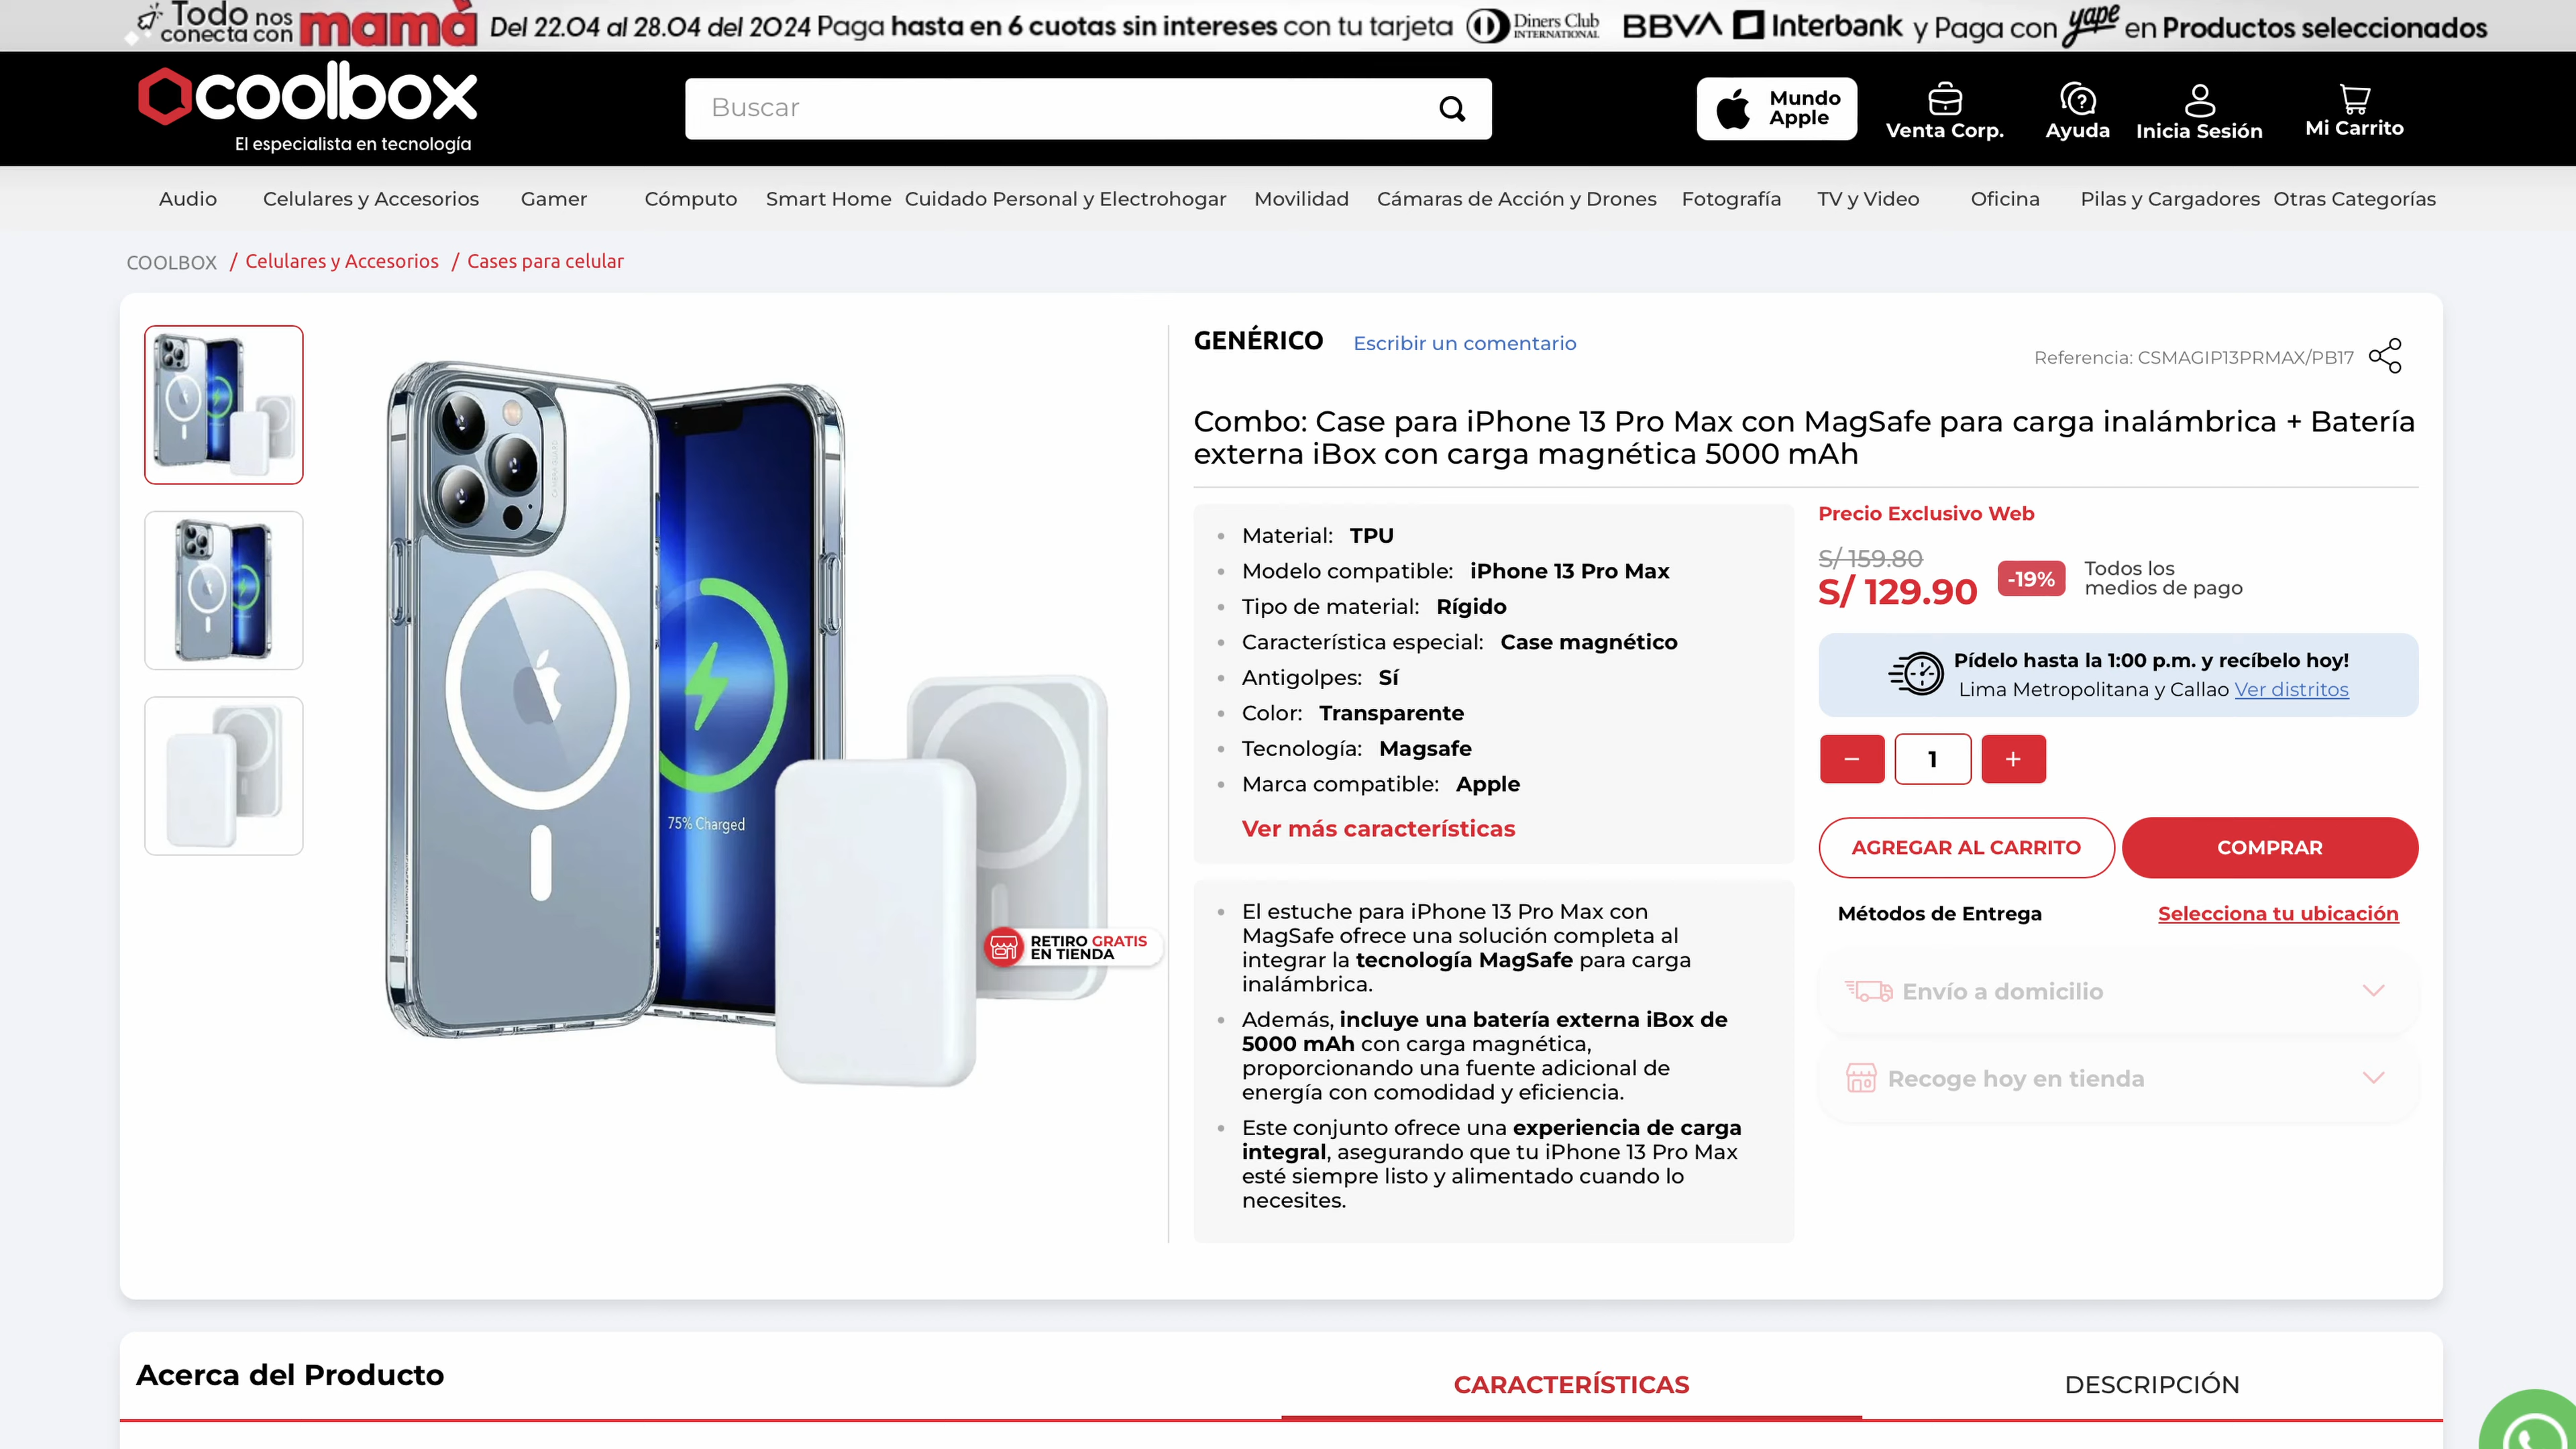 Todo nos
conecta con mamà Del 22.04 al 28.04 del 2024 Paga hasta en 6 cuotas sin intereses con tu tarjeta Diners Club INTERNATIONAL BBVA Interbank y Paga con yape en Productos seleccionados
coolbox
El especialista en tecnología
Buscar
Mundo
Apple
Venta Corp.
Ayuda
Inicia Sesión
Mi Carrito
Audio Celulares y Accesorios Gamer Cómputo Smart Home Cuidado Personal y Electrohogar Movilidad Cámaras de Acción y Drones Fotografía TV y Video Oficina Pilas y Cargadores Otras Categorías
COOLBOX / Celulares y Accesorios / Cases para celular
75% Charged
RETIRO GRATIS
EN TIENDA
GENÉRICO Escribir un comentario
Referencia: CSMAGIP13PRMAX/PB17
Combo: Case para iPhone 13 Pro Max con MagSafe para carga inalámbrica + Batería
externa iBox con carga magnética 5000 mAh
Material: TPU
Modelo compatible: iPhone 13 Pro Max
Tipo de material: Rígido
Característica especial: Case magnético
Antigolpes: Sí
Color: Transparente
Tecnología: Magsafe
Marca compatible: Apple
Ver más características
El estuche para iPhone 13 Pro Max con
MagSafe ofrece una solución completa al
integrar la tecnología MagSafe para carga
inalámbrica.
Además, incluye una batería externa iBox de
5000 mAh con carga magnética,
proporcionando una fuente adicional de
energía con comodidad y eficiencia.
Este conjunto ofrece una experiencia de carga
integral, asegurando que tu iPhone 13 Pro Max
esté siempre listo y alimentado cuando lo
necesites.
Precio Exclusivo Web
S/ 159.80
S/ 129.90
-19%
Todos los
medios de pago
Pídelo hasta la 1:00 p.m. y recíbelo hoy!
Lima Metropolitana y Callao Ver distritos
− 1 +
AGREGAR AL CARRITO
COMPRAR
Métodos de Entrega
Selecciona tu ubicación
Envío a domicilio
Recoge hoy en tienda
Acerca del Producto
CARACTERÍSTICAS
DESCRIPCIÓN